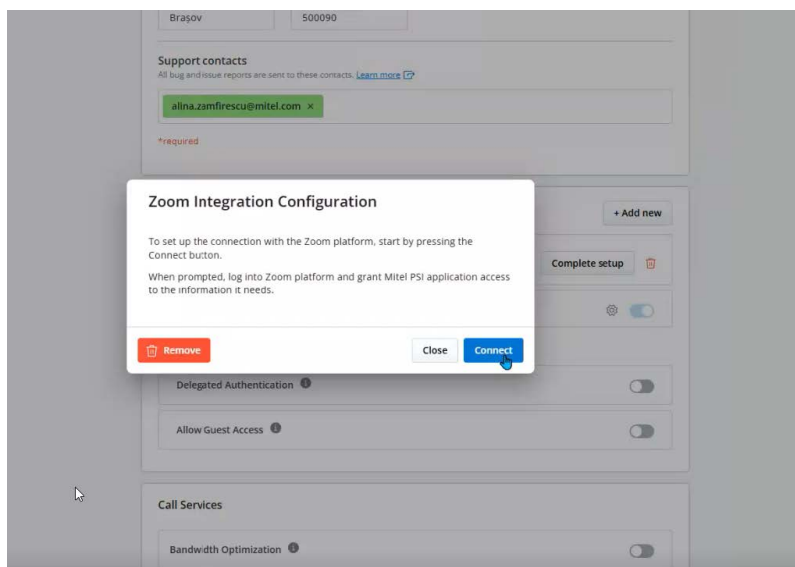 Brașov 500090
Support contacts
All bug and issue reports are sent to these contacts. Learn more
alina.zamfirescu@mitel.com ×
*required
Zoom Integration Configuration
+ Add new
To set up the connection with the Zoom platform, start by pressing the
Connect button.
Complete setup
When prompted, log into Zoom platform and grant Mitel PSI application access
to the information it needs.
Remove
Close
Connect
Delegated Authentication
Allow Guest Access
Call Services
Bandwidth Optimization